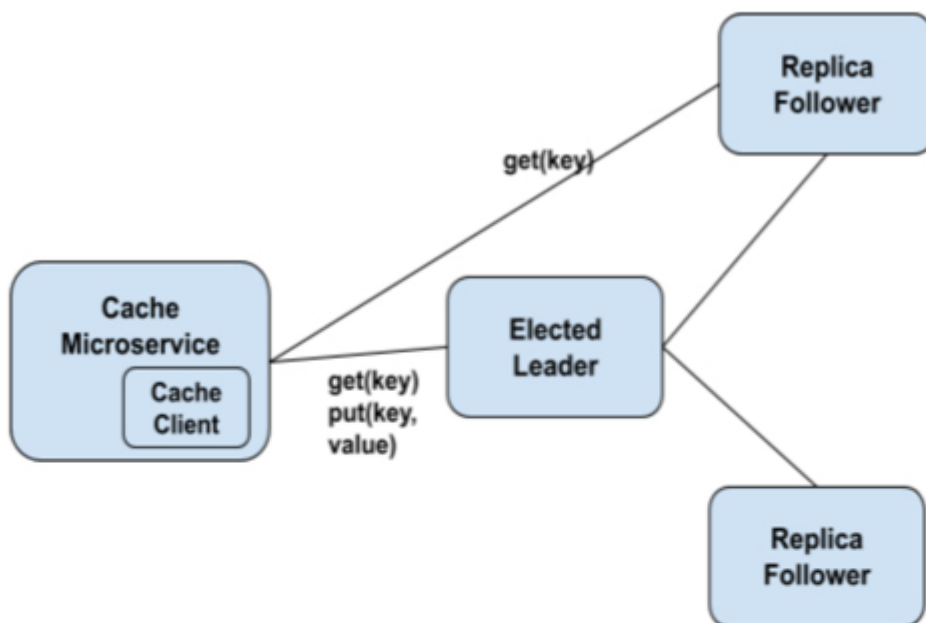 Replica
Follower
get(key)
Cache
Microservice
Cache
Client
Elected
Leader
get(key)
put(key,
value)
Replica
Follower